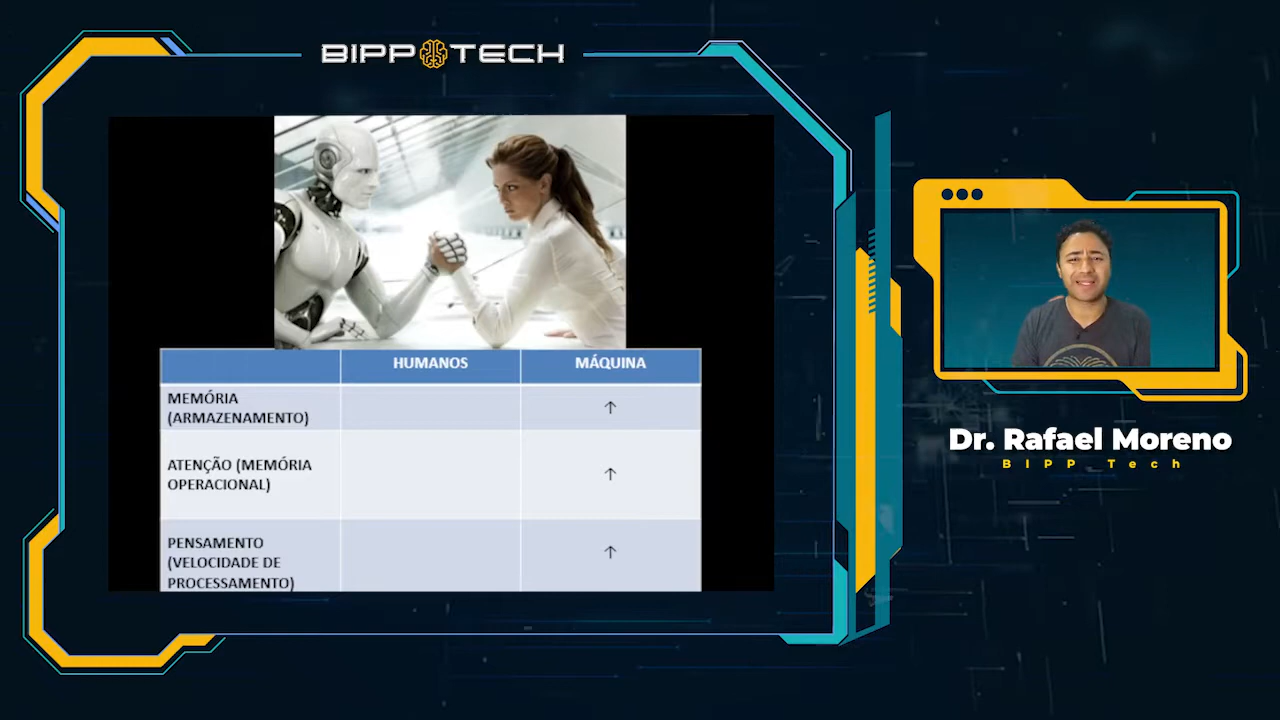 BIPP TECH
HUMANOS
MÁQUINA
MEMÓRIA
(ARMAZENAMENTO)
↑
ATENÇÃO (MEMÓRIA
OPERACIONAL)
↑
PENSAMENTO
(VELOCIDADE DE
PROCESSAMENTO)
↑
Dr. Rafael Moreno
BIPP Tech